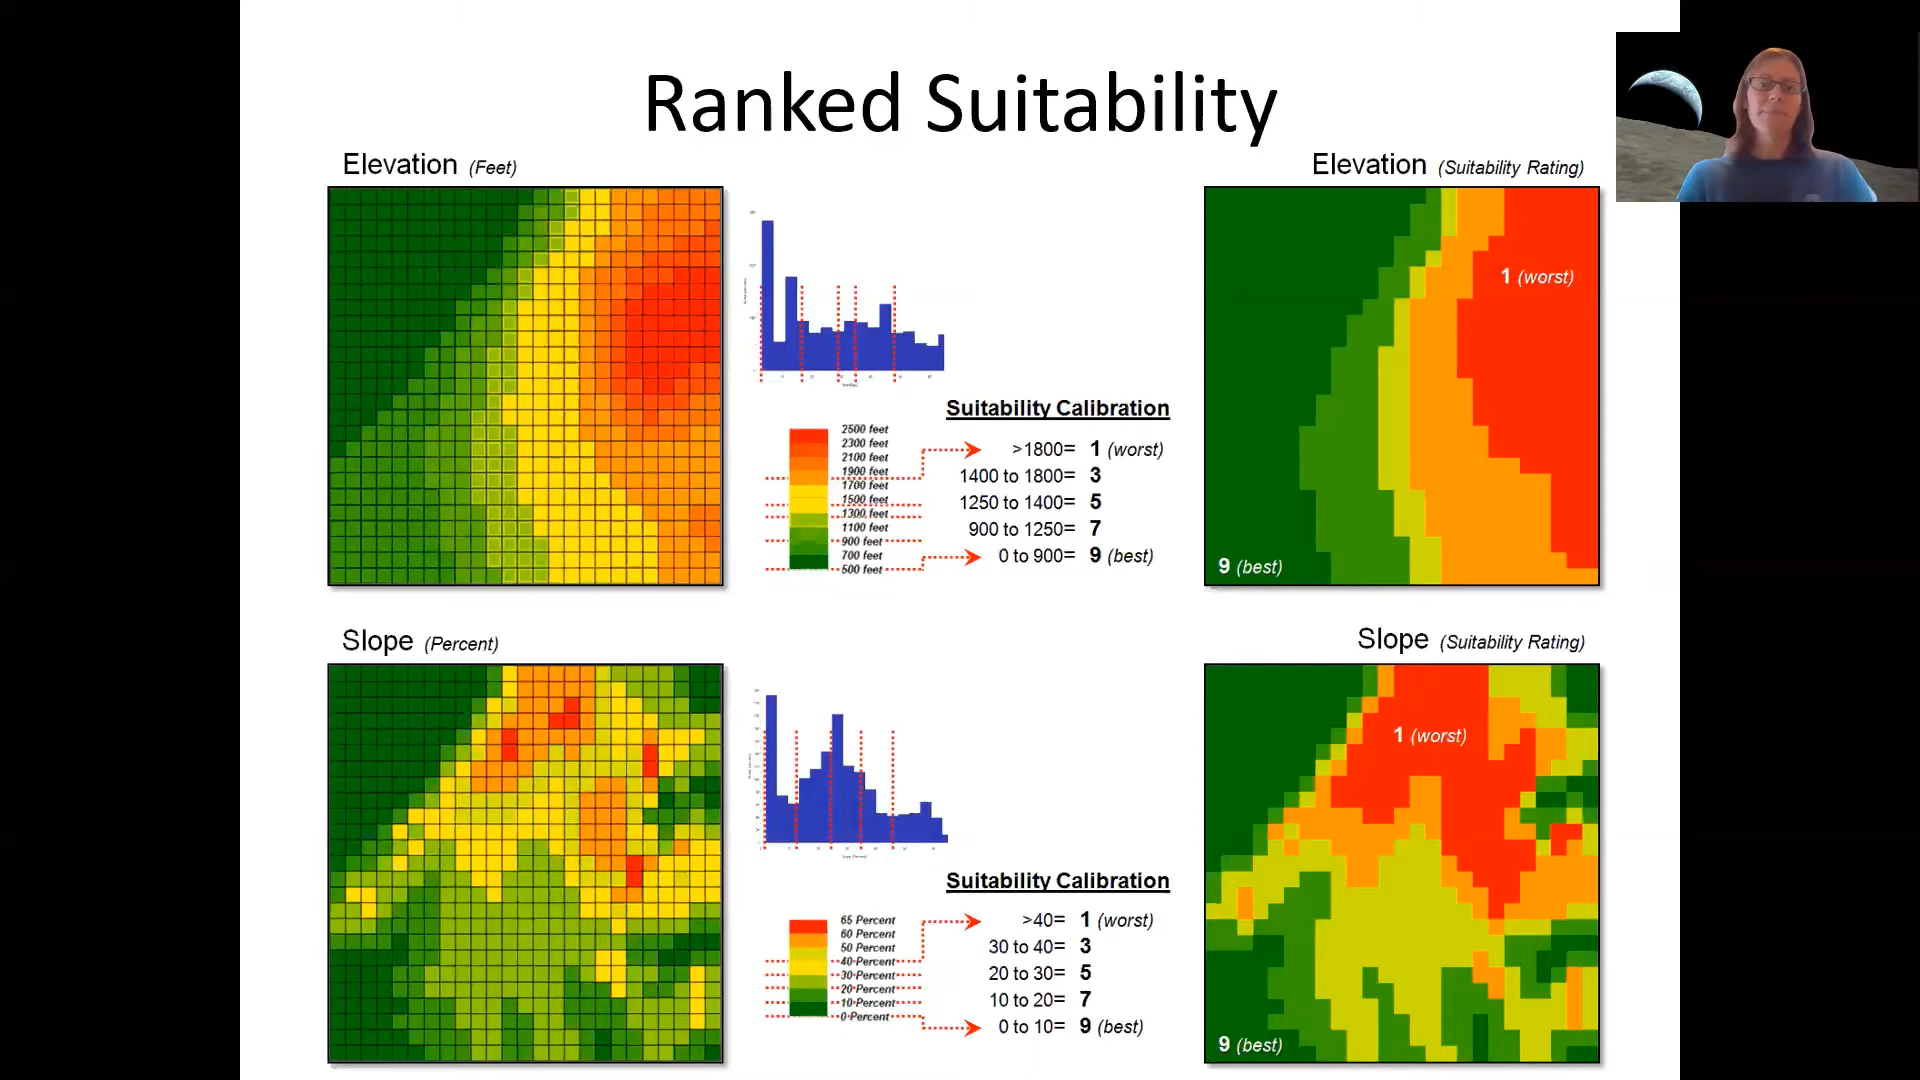 Ranked Suitability
Elevation (Feet)
Elevation (Suitability Rating)
1 (worst)
9 (best)
Suitability Calibration
2500 feet
2300 feet
2100 feet
1900 feet
1700 feet
1500 feet
1300 feet
1100 feet
900 feet
700 feet
500 feet
>1800= 1 (worst)
1400 to 1800= 3
1250 to 1400= 5
900 to 1250= 7
0 to 900= 9 (best)
Slope (Percent)
Slope (Suitability Rating)
1 (worst)
9 (best)
Suitability Calibration
65 Percent
60 Percent
50 Percent
40 Percent
30 Percent
20 Percent
10 Percent
0 Percent
>40= 1 (worst)
30 to 40= 3
20 to 30= 5
10 to 20= 7
0 to 10= 9 (best)